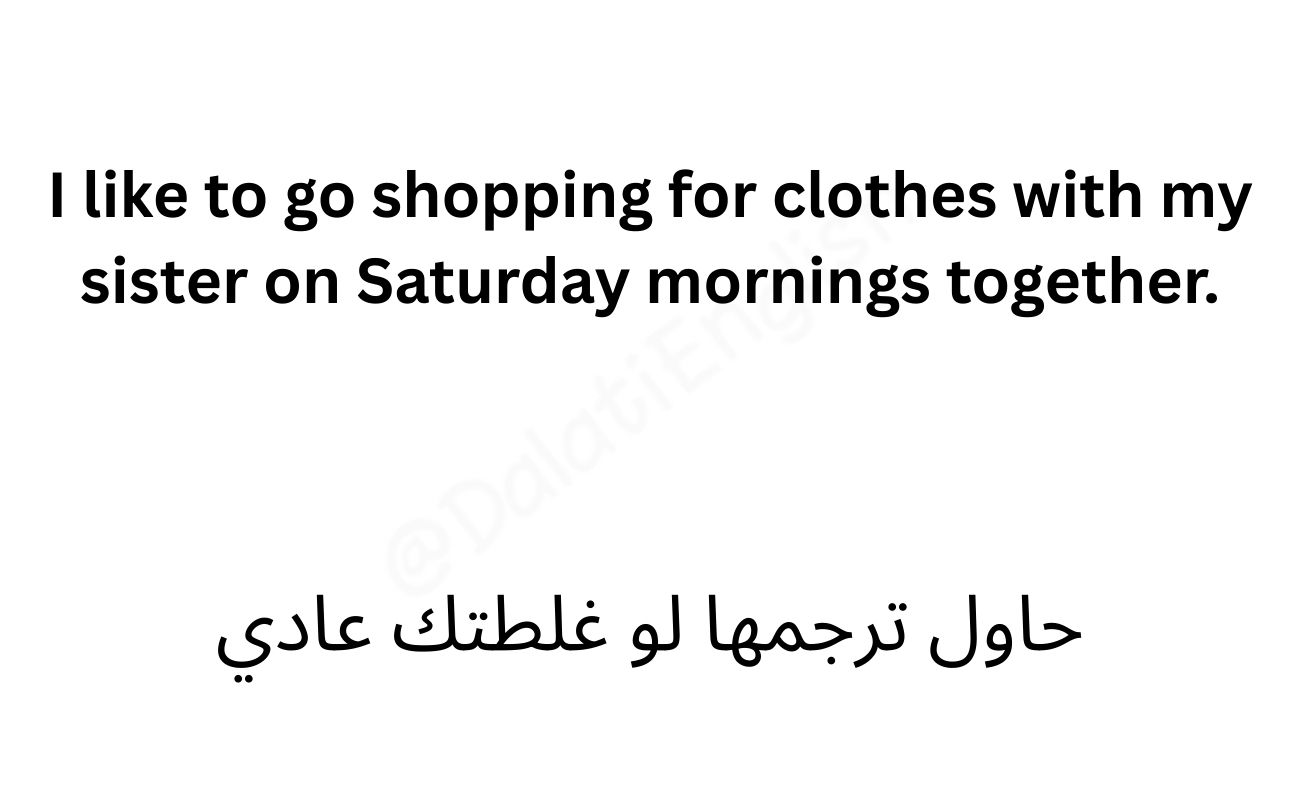 I like to go shopping for clothes with my
sister on Saturday mornings together.
@DalatiEnglish
حاول ترجمها لو غلطتك عادي